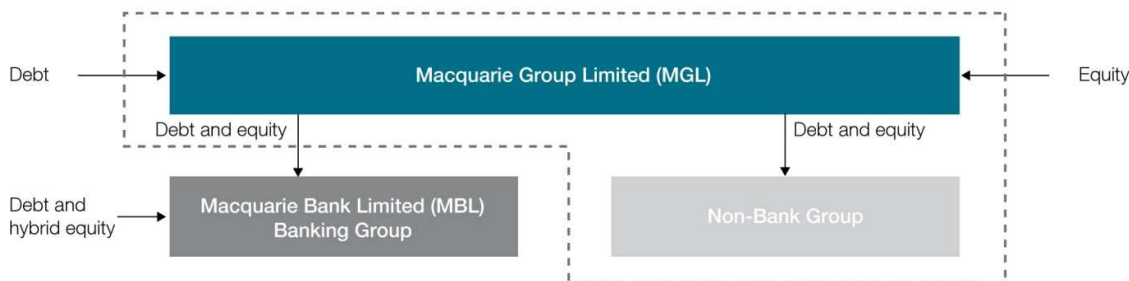 Debt
Macquarie Group Limited (MGL)
Equity
Debt and equity
Debt and equity
Debt and
hybrid equity
Macquarie Bank Limited (MBL)
Banking Group
Non-Bank Group